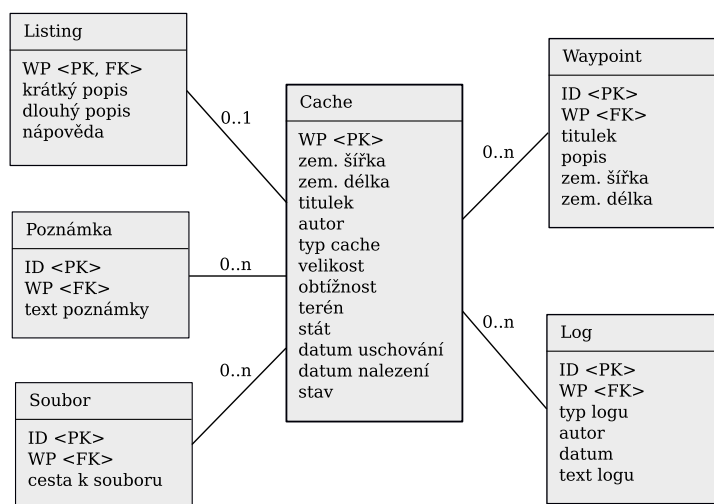 Listing
WP <PK, FK>
krátký popis
dlouhý popis
nápověda
0..1
Poznámka
ID <PK>
WP <FK>
text poznámky
0..n
Soubor
ID <PK>
WP <FK>
cesta k souboru
0..n
Cache
WP <PK>
zem. šířka
zem. délka
titulek
autor
typ cache
velikost
obtížnost
terén
stát
datum uschování
datum nalezení
stav
0..n
Waypoint
ID <PK>
WP <FK>
titulek
popis
zem. šířka
zem. délka
0..n
Log
ID <PK>
WP <FK>
typ logu
autor
datum
text logu